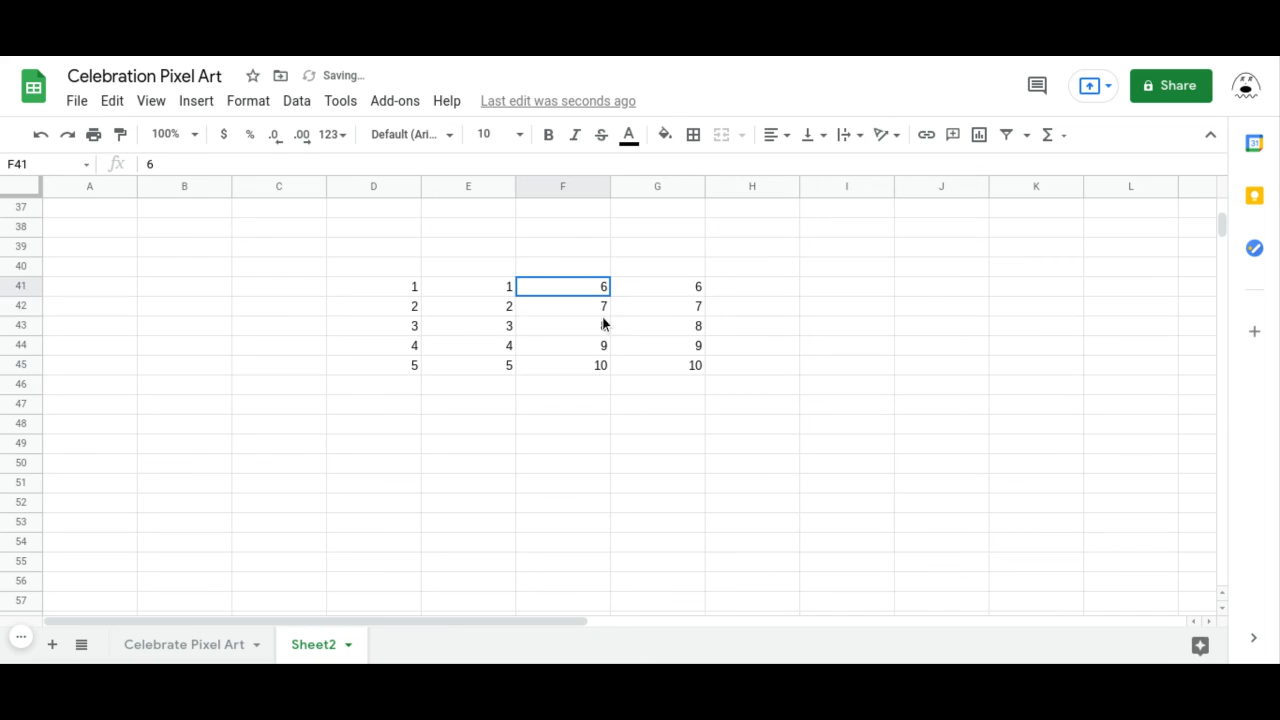 Celebration Pixel Art Saving...
File Edit View Insert Format Data Tools Add-ons Help Last edit was seconds ago
Share
100% $ % .0 .00 123 Default (Ari... 10 B I S A Σ
F41 fx 6
A B C D E F G H I J K L
37
38
39
40
41 1 1 6 6
42 2 2 7 7
43 3 3 8
44 4 4 9 9
45 5 5 10 10
46
47
48
49
50
51
52
53
54
55
56
57
+ Celebrate Pixel Art Sheet2
31